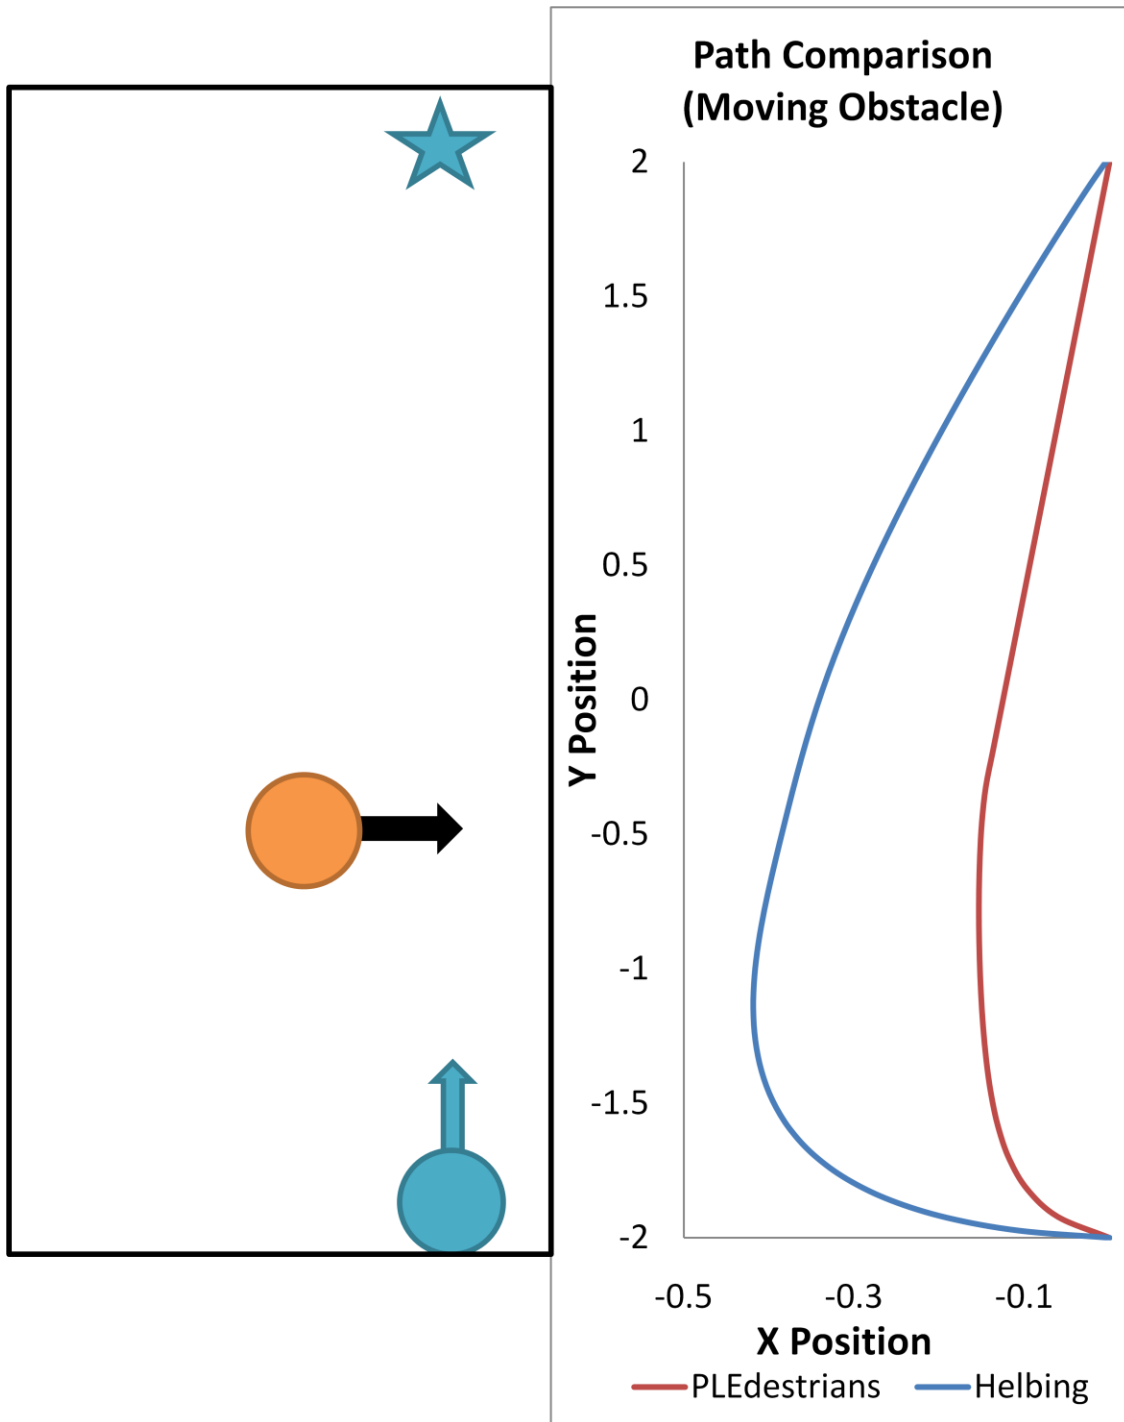 Path Comparison
(Moving Obstacle)
2
1.5
1
0.5
0
-0.5
-1
-1.5
-2
Y Position
-0.5 -0.3 -0.1
X Position
PLEdestrians Helbing